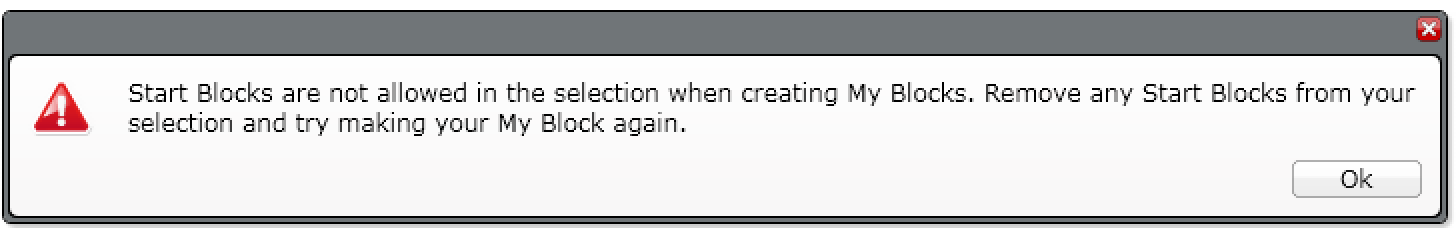 Start Blocks are not allowed in the selection when creating My Blocks. Remove any Start Blocks from your
selection and try making your My Block again.
Ok